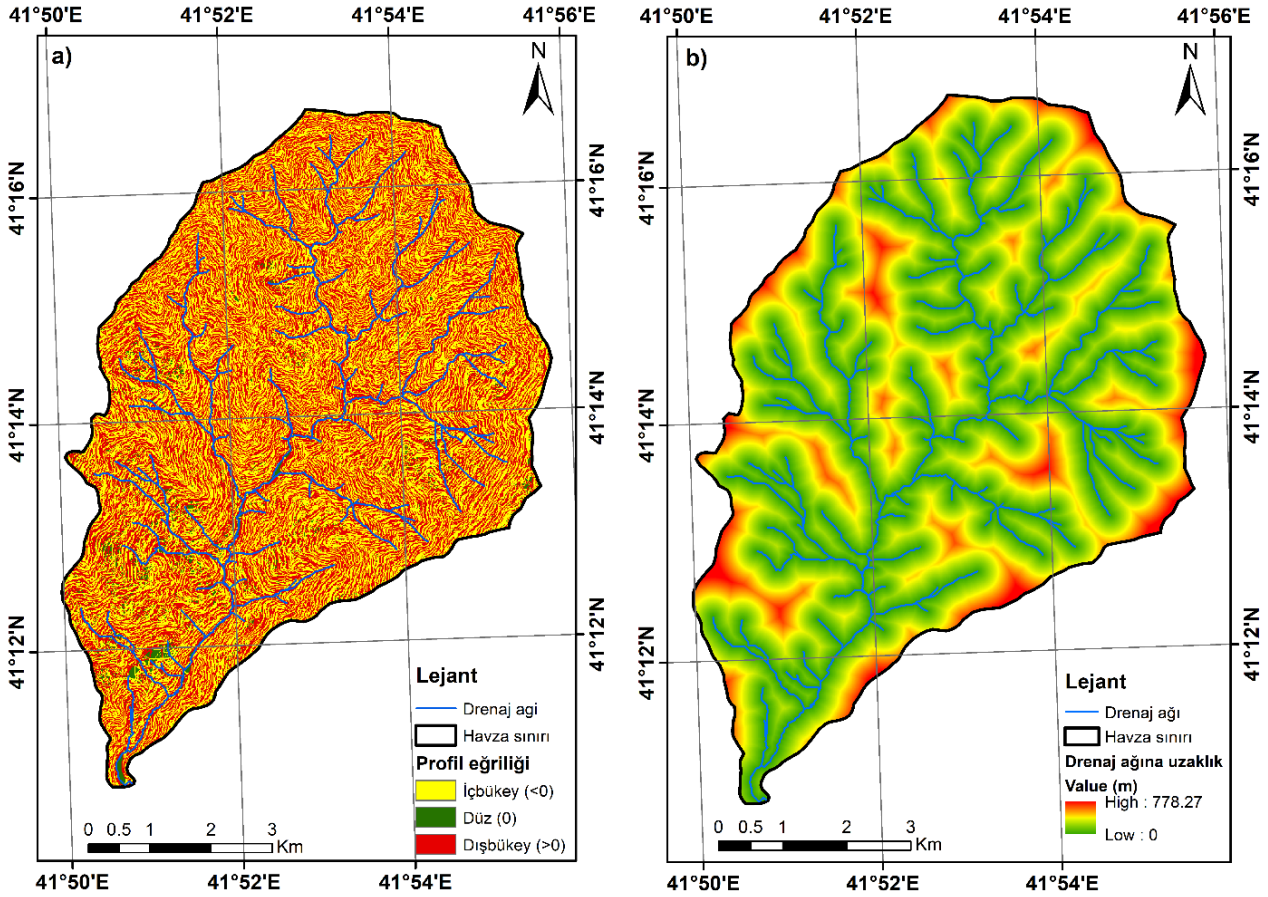 41°50'E 41°52'E 41°54'E 41°56'E
a)
N
41°16'N
41°16'N
41°14'N
41°14'N
41°12'N
41°12'N
Lejant
Drenaj agi
Havza sınırı
Profil eğriliği
İçbükey (<0)
Düz (0)
Dışbükey (>0)
0 0.5 1 2 3
Km
41°50'E 41°52'E 41°54'E 41°56'E
41°50'E 41°52'E 41°54'E 41°56'E
b)
N
41°16'N
41°16'N
41°14'N
41°14'N
41°12'N
41°12'N
Lejant
Drenaj ağı
Havza sınırı
Drenaj ağına uzaklık
Value (m)
High : 778.27
Low : 0
0 0.5 1 2 3
Km
41°50'E 41°52'E 41°54'E